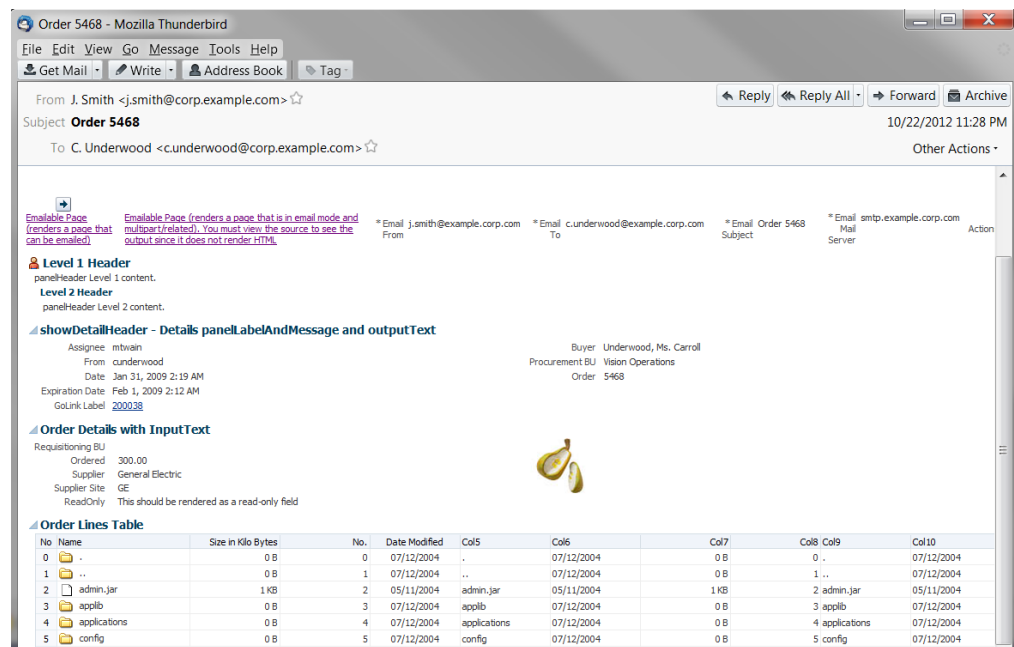 Order 5468 - Mozilla Thunderbird
File Edit View Go Message Tools Help
Get Mail Write Address Book Tag
From J. Smith <j.smith@corp.example.com> Reply Reply All Forward Archive
Subject Order 5468 10/22/2012 11:28 PM
To C. Underwood <c.underwood@corp.example.com> Other Actions
Emailable Page (renders a page that can be emailed)
Emailable Page (renders a page that is in email mode and multipart/related). You must view the source to see the output since it does not render HTML
* Email From j.smith@example.corp.com
* Email To c.underwood@example.corp.com
* Email Subject Order 5468
* Email Mail Server smtp.example.corp.com
Action
Level 1 Header
panelHeader Level 1 content.
Level 2 Header
panelHeader Level 2 content.
showDetailHeader - Details panelLabelAndMessage and outputText
Assignee mtwain Buyer Underwood, Ms. Carroll
From cunderwood Procurement BU Vision Operations
Date Jan 31, 2009 2:19 AM Order 5468
Expiration Date Feb 1, 2009 2:12 AM
GoLink Label 200038
Order Details with InputText
Requisitioning BU
Ordered 300.00
Supplier General Electric
Supplier Site GE
ReadOnly This should be rendered as a read-only field
Order Lines Table
No Name Size in Kilo Bytes No. Date Modified Col5 Col6 Col7 Col8 Col9 Col10
0 . 0 B 0 07/12/2004 . 07/12/2004 0 B 0 . 07/12/2004
1 .. 0 B 1 07/12/2004 .. 07/12/2004 0 B 1 .. 07/12/2004
2 admin.jar 1 KB 2 05/11/2004 admin.jar 05/11/2004 1 KB 2 admin.jar 05/11/2004
3 applib 0 B 3 07/12/2004 applib 07/12/2004 0 B 3 applib 07/12/2004
4 applications 0 B 4 07/12/2004 applications 07/12/2004 0 B 4 applications 07/12/2004
5 config 0 B 5 07/12/2004 config 07/12/2004 0 B 5 config 07/12/2004